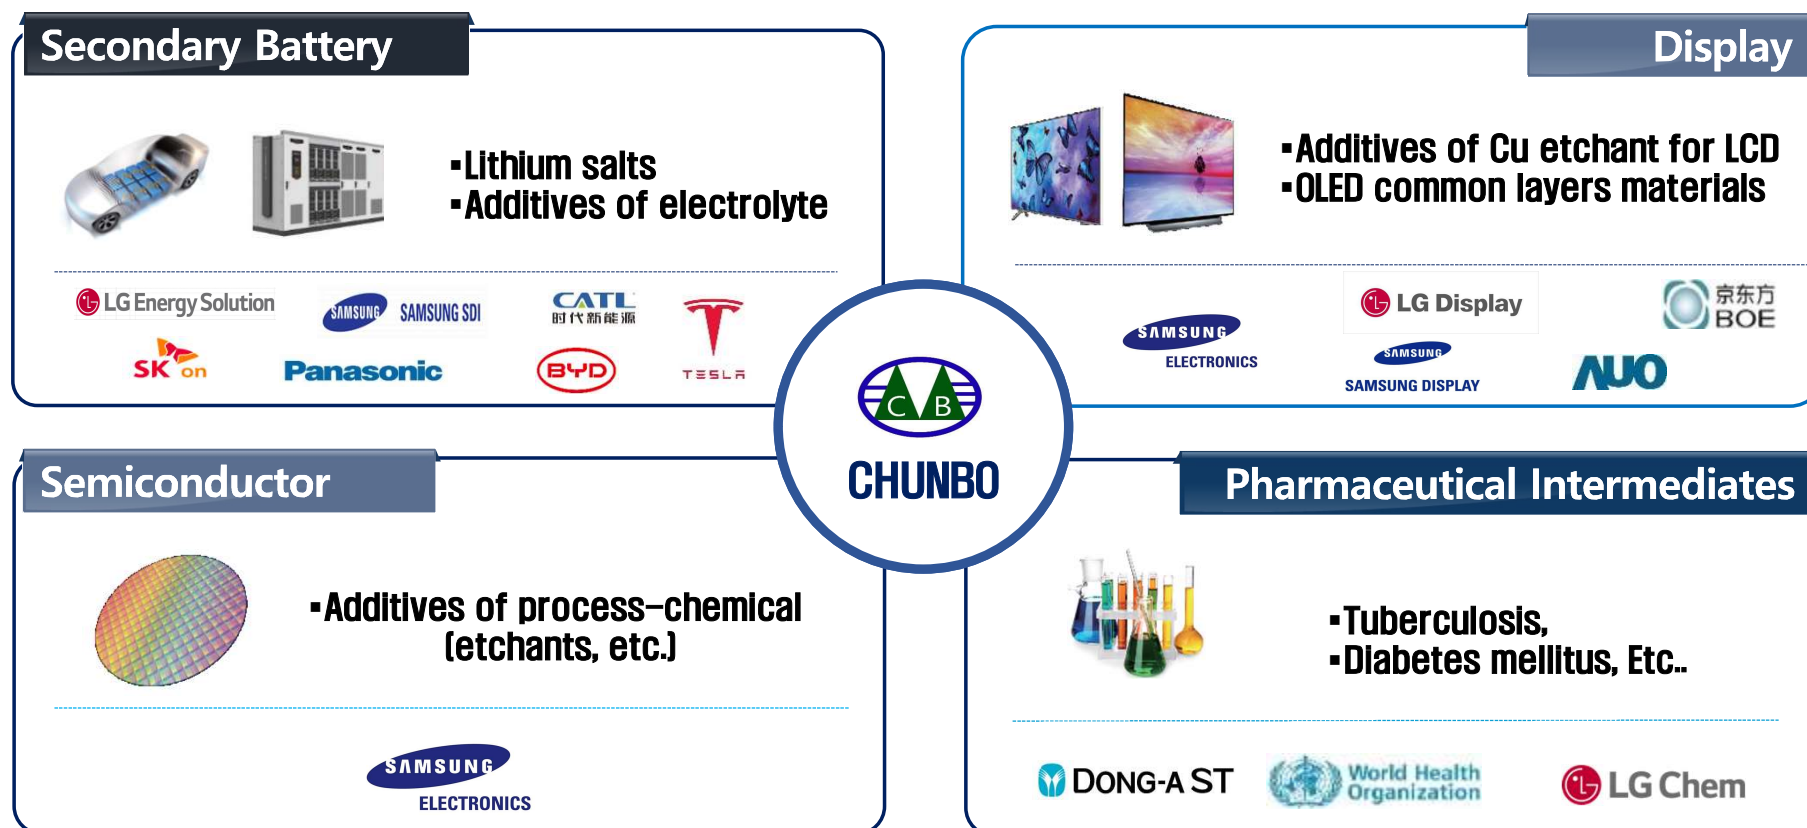 Secondary Battery
▪Lithium salts
▪Additives of electrolyte
LG Energy Solution
SAMSUNG SAMSUNG SDI
CATL
时代新能源
TESLA
SK on
Panasonic
BYD
Display
▪Additives of Cu etchant for LCD
▪OLED common layers materials
SAMSUNG
ELECTRONICS
LG Display
SAMSUNG
SAMSUNG DISPLAY
京东方
BOE
AUO
CB
CHUNBO
Semiconductor
▪Additives of process-chemical
(etchants, etc.)
SAMSUNG
ELECTRONICS
Pharmaceutical Intermediates
▪Tuberculosis,
▪Diabetes mellitus, Etc..
DONG-A ST
World Health
Organization
LG Chem